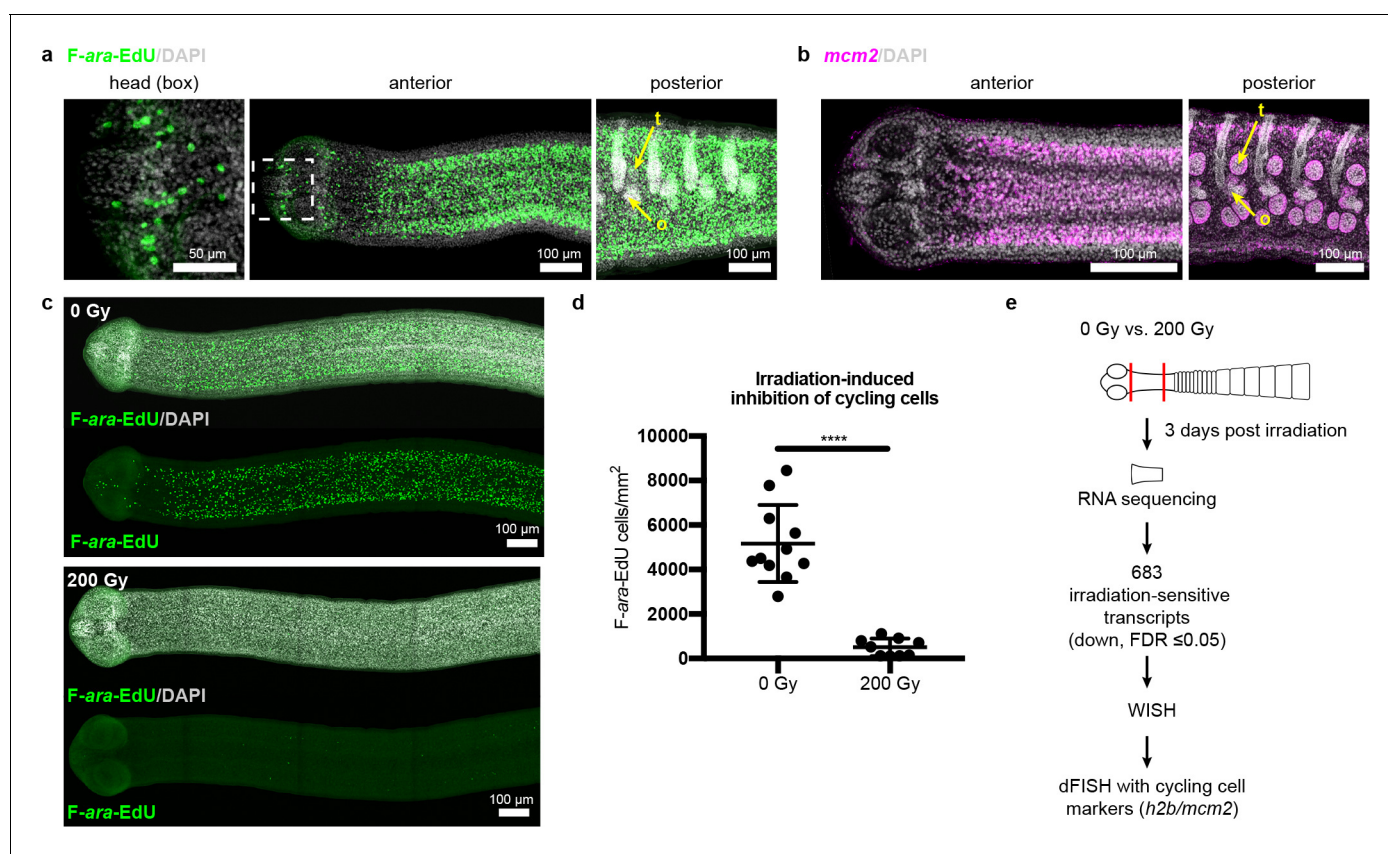 a F-ara-EdU/DAPI
head (box)
anterior
posterior
t
o
50 µm
100 µm
100 µm
b mcm2/DAPI
anterior
posterior
t
o
100 µm
100 µm
c
0 Gy
F-ara-EdU/DAPI
100 µm
F-ara-EdU
200 Gy
F-ara-EdU/DAPI
100 µm
F-ara-EdU
d
Irradiation-induced
inhibition of cycling cells
F-ara-EdU cells/mm²
10000
8000
6000
4000
2000
0
****
0 Gy
200 Gy
e
0 Gy vs. 200 Gy
3 days post irradiation
RNA sequencing
683
irradiation-sensitive
transcripts
(down, FDR ≤0.05)
WISH
dFISH with cycling cell
markers (h2b/mcm2)